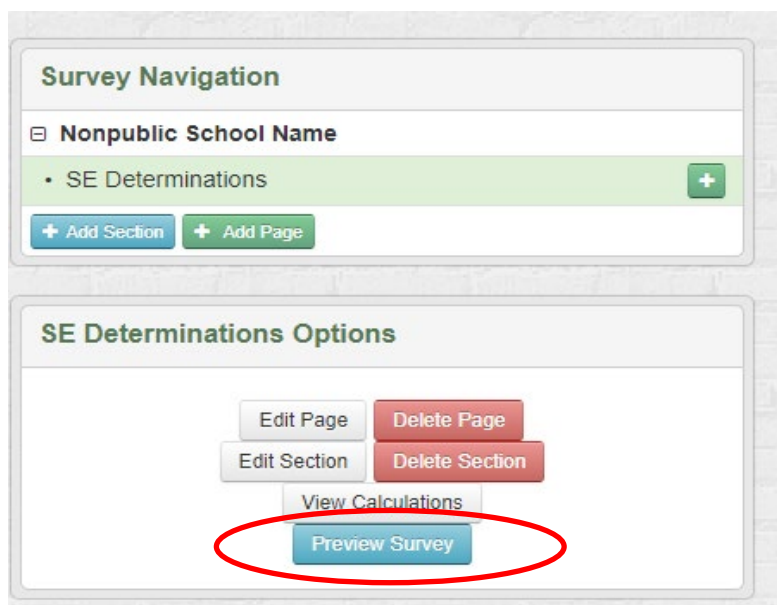 Survey Navigation
Nonpublic School Name
• SE Determinations
+ Add Section + Add Page
SE Determinations Options
Edit Page Delete Page
Edit Section Delete Section
View Calculations
Preview Survey